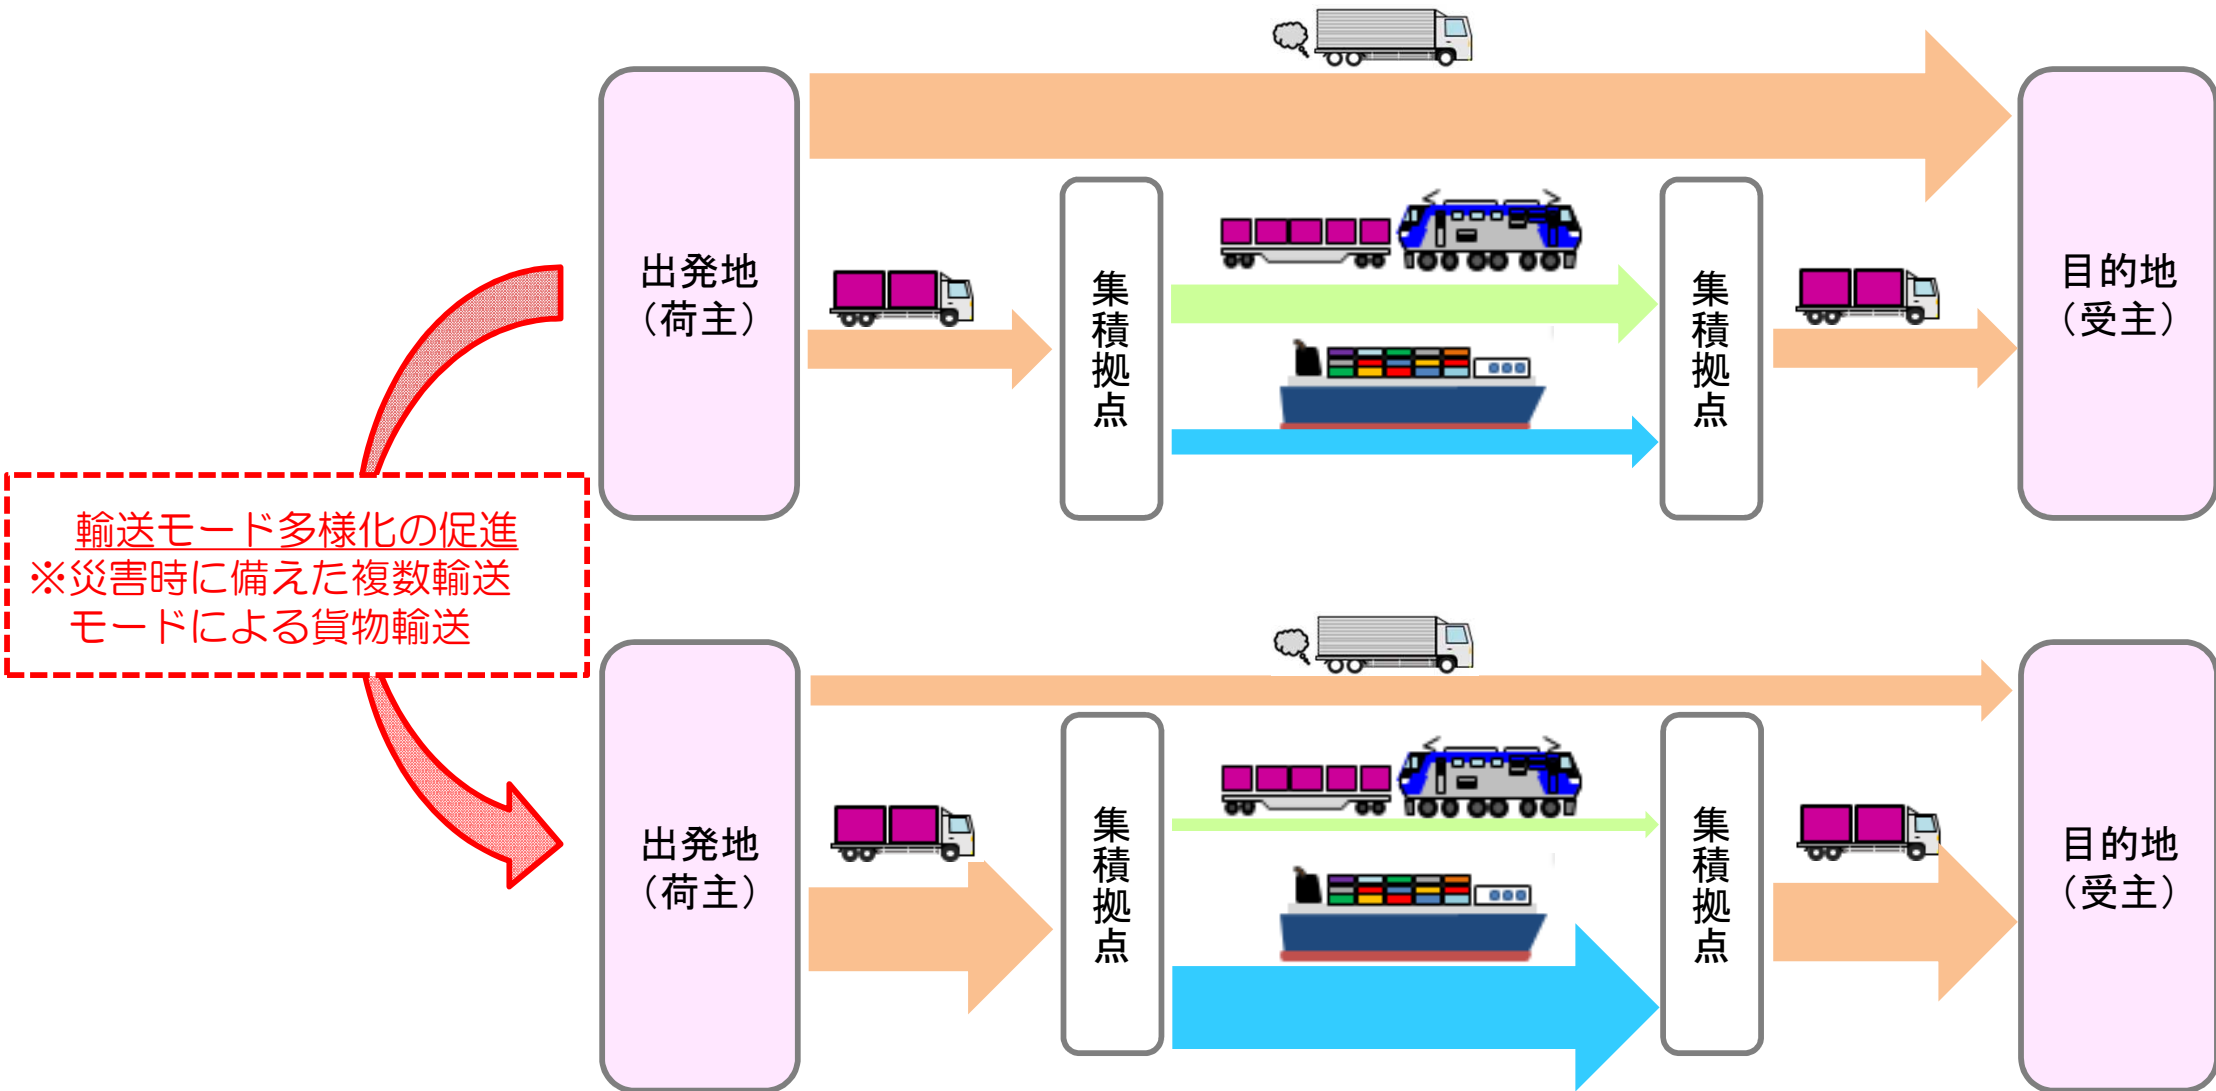 出発地
（荷主）
集積拠点
集積拠点
目的地
（受主）
輸送モード多様化の促進
※災害時に備えた複数輸送
モードによる貨物輸送
出発地
（荷主）
集積拠点
集積拠点
目的地
（受主）